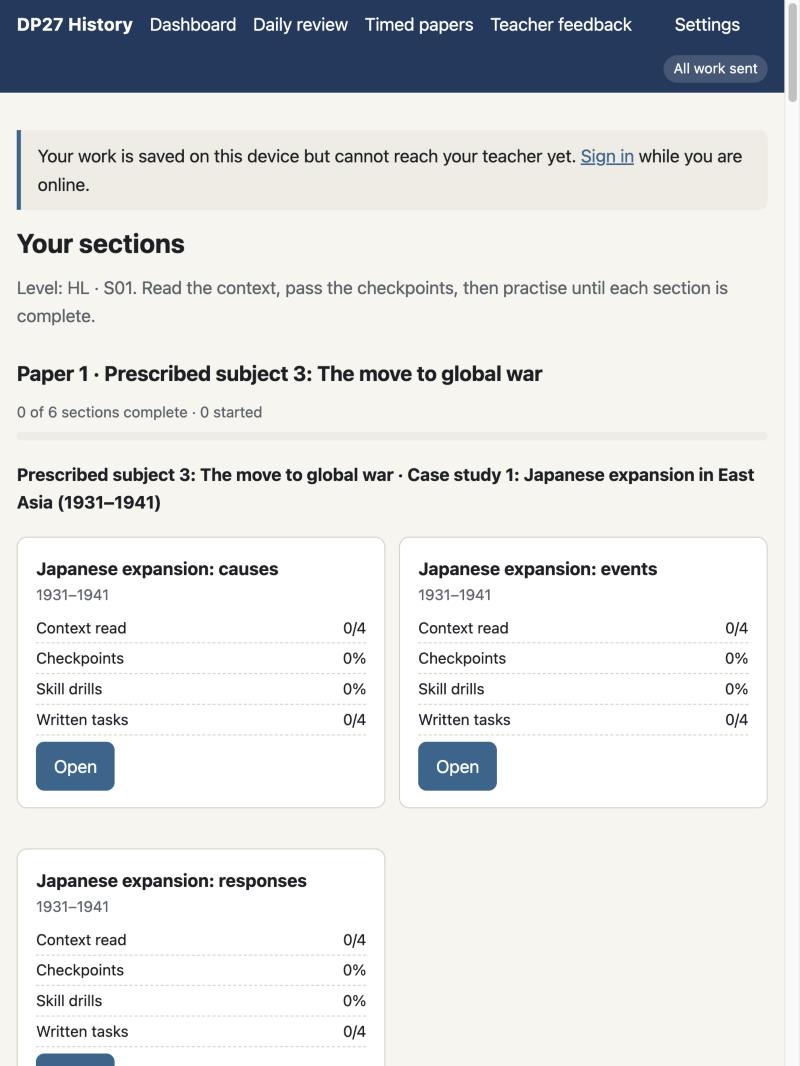 DP27 History Dashboard Daily review Timed papers Teacher feedback Settings
All work sent
Your work is saved on this device but cannot reach your teacher yet. Sign in while you are
online.
Your sections
Level: HL · S01. Read the context, pass the checkpoints, then practise until each section is
complete.
Paper 1 · Prescribed subject 3: The move to global war
0 of 6 sections complete · 0 started
Prescribed subject 3: The move to global war · Case study 1: Japanese expansion in East
Asia (1931–1941)
Japanese expansion: causes
1931–1941
Context read 0/4
Checkpoints 0%
Skill drills 0%
Written tasks 0/4
Open
Japanese expansion: events
1931–1941
Context read 0/4
Checkpoints 0%
Skill drills 0%
Written tasks 0/4
Open
Japanese expansion: responses
1931–1941
Context read 0/4
Checkpoints 0%
Skill drills 0%
Written tasks 0/4